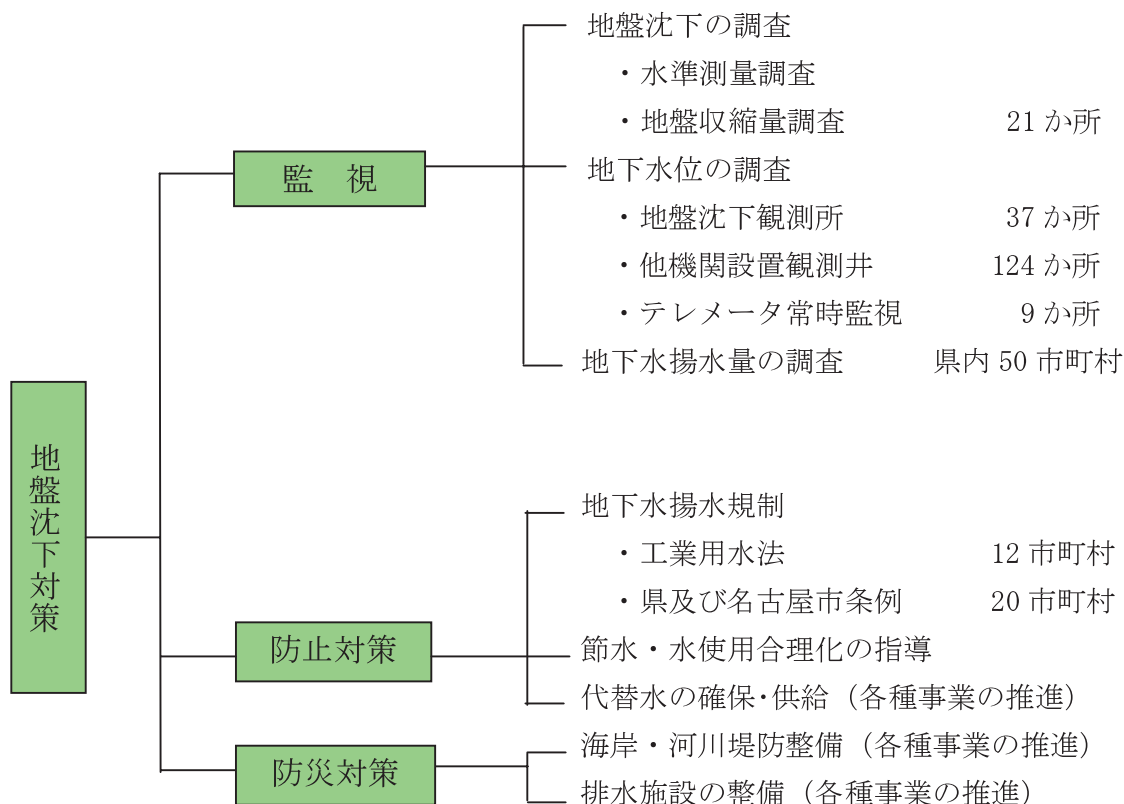 地盤沈下の調査
・水準測量調査
・地盤収縮量調査 21か所
監 視
地下水位の調査
・地盤沈下観測所 37か所
・他機関設置観測井 124か所
・テレメータ常時監視 9か所
地下水揚水量の調査 県内50市町村
地盤沈下対策
地下水揚水規制
・工業用水法 12市町村
・県及び名古屋市条例 20市町村
防止対策
節水・水使用合理化の指導
代替水の確保・供給（各種事業の推進）
海岸・河川堤防整備（各種事業の推進）
防災対策
排水施設の整備（各種事業の推進）